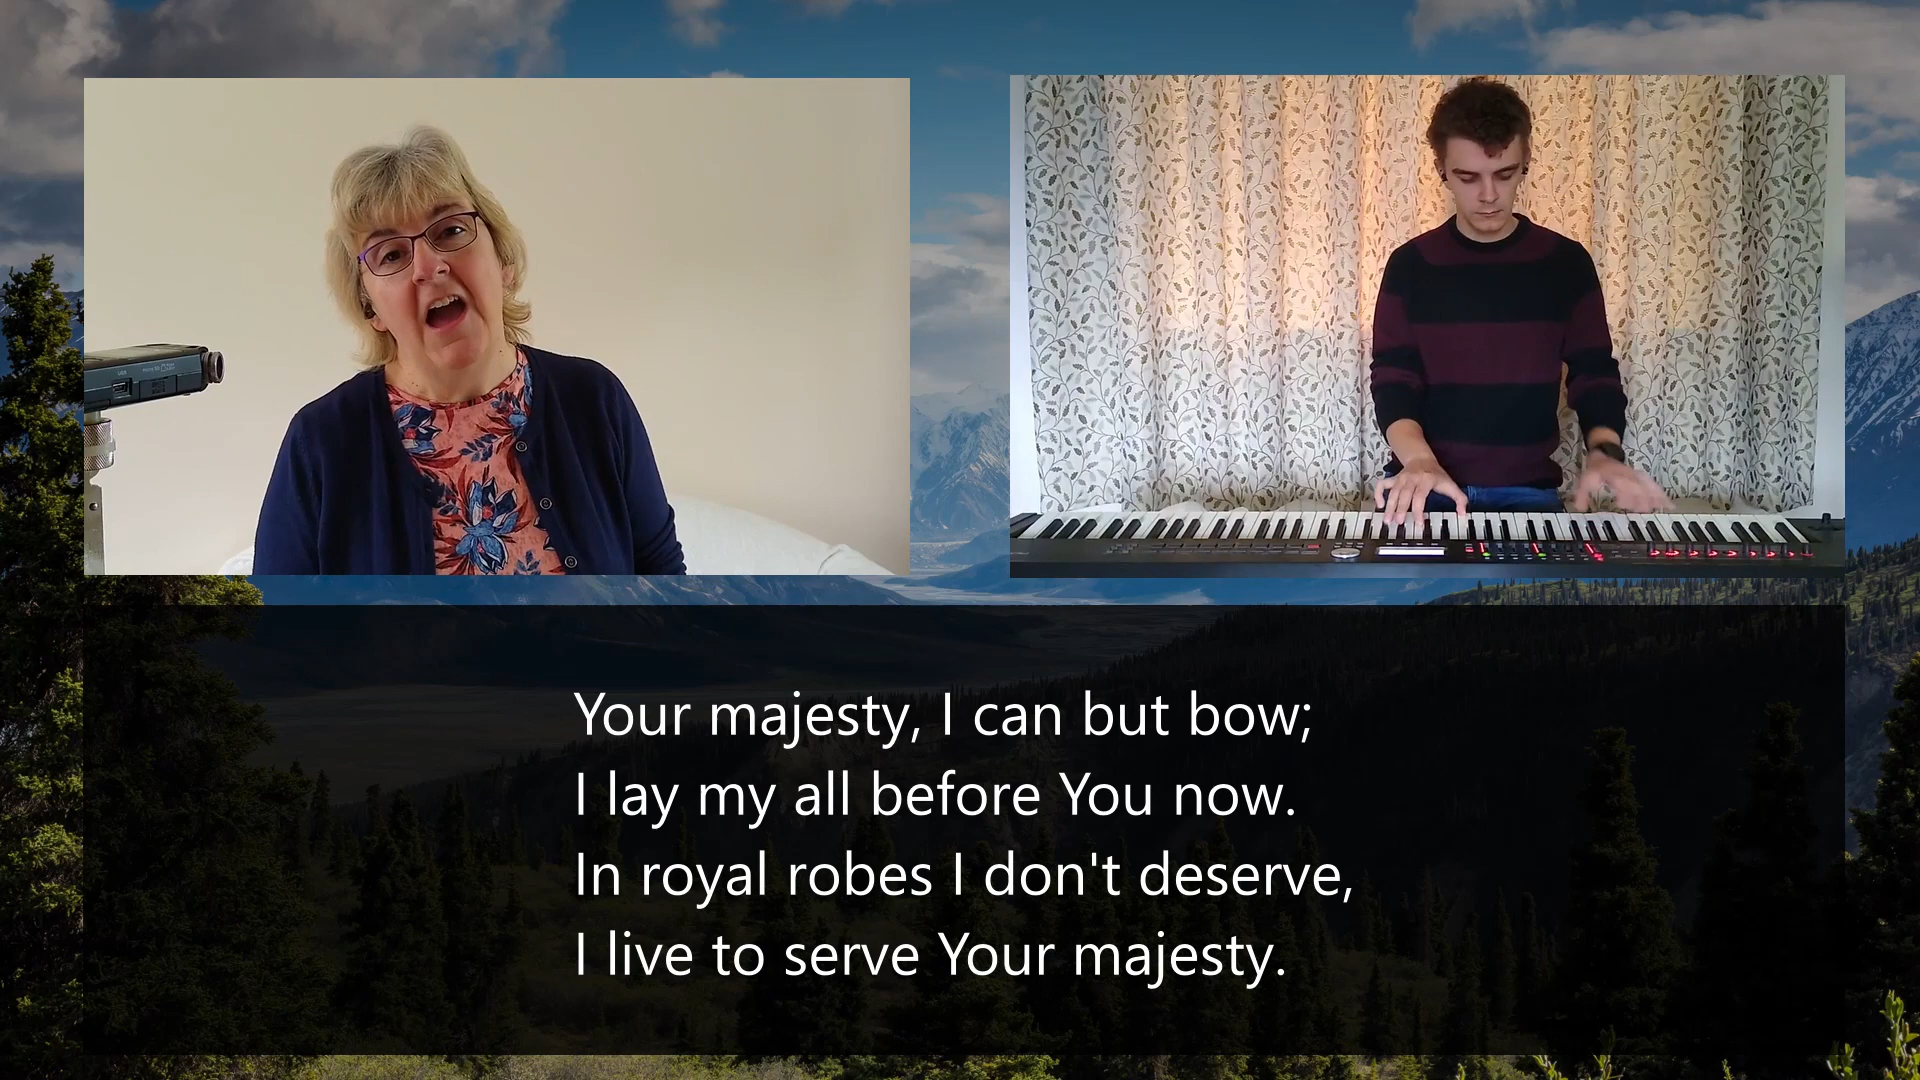 Your majesty, I can but bow;
I lay my all before You now.
In royal robes I don't deserve,
I live to serve Your majesty.